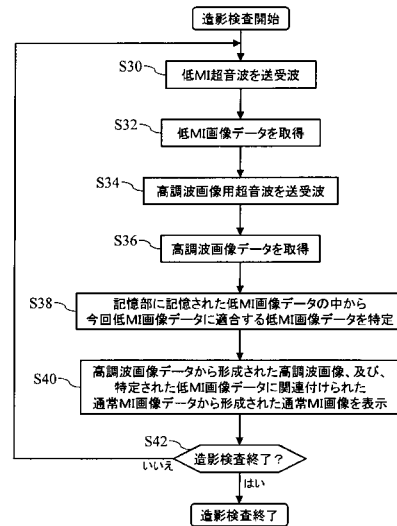 造影検査開始
S30
低MI超音波を送受波
S32
低MI画像データを取得
S34
高調波画像用超音波を送受波
S36
高調波画像データを取得
S38
記憶部に記憶された低MI画像データの中から
今回低MI画像データに適合する低MI画像データを特定
S40
高調波画像データから形成された高調波画像、及び、
特定された低MI画像データに関連付けられた
通常MI画像データから形成された通常MI画像を表示
S42
造影検査終了?
いいえ
はい
造影検査終了